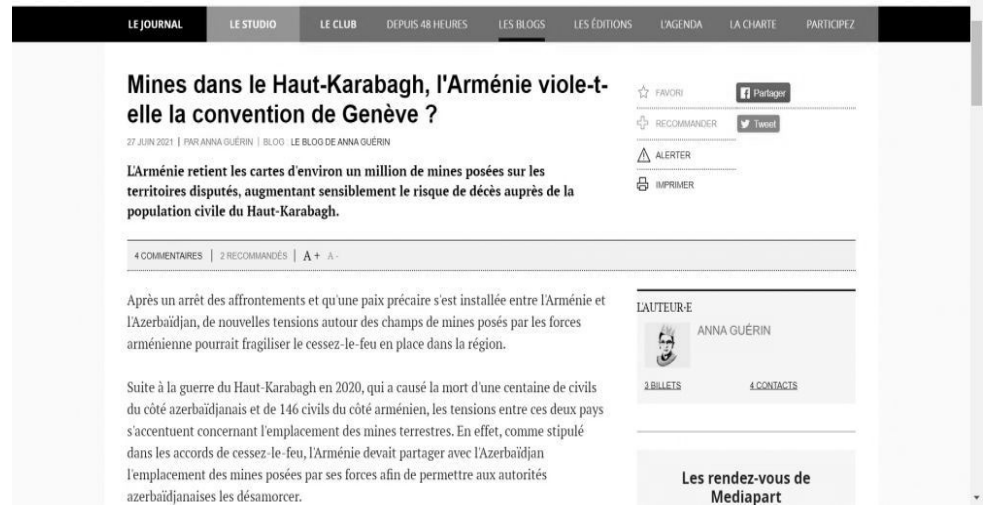 LE JOURNAL LE STUDIO LE CLUB DEPUIS 48 HEURES LES BLOGS LES ÉDITIONS L'AGENDA LA CHARTE PARTICIPEZ
Mines dans le Haut-Karabagh, l'Arménie viole-t-
elle la convention de Genève ?
27 JUIN 2021 | PAR ANNA GUÉRIN | BLOG : LE BLOG DE ANNA GUÉRIN
L'Arménie retient les cartes d'environ un million de mines posées sur les
territoires disputés, augmentant sensiblement le risque de décès auprès de la
population civile du Haut-Karabagh.
FAVORI
Partager
RECOMMANDER
Tweet
ALERTER
IMPRIMER
4 COMMENTAIRES | 2 RECOMMANDÉS | A + A -
Après un arrêt des affrontements et qu'une paix précaire s'est installée entre l'Arménie et
l'Azerbaïdjan, de nouvelles tensions autour des champs de mines posés par les forces
arménienne pourrait fragiliser le cessez-le-feu en place dans la région.
Suite à la guerre du Haut-Karabagh en 2020, qui a causé la mort d'une centaine de civils
du côté azerbaïdjanais et de 146 civils du côté arménien, les tensions entre ces deux pays
s'accentuent concernant l'emplacement des mines terrestres. En effet, comme stipulé
dans les accords de cessez-le-feu, l'Arménie devait partager avec l'Azerbaïdjan
l'emplacement des mines posées par ses forces afin de permettre aux autorités
azerbaïdjanaises les désamorcer.
L'AUTEUR·E
ANNA GUÉRIN
3 BILLETS
4 CONTACTS
Les rendez-vous de
Mediapart